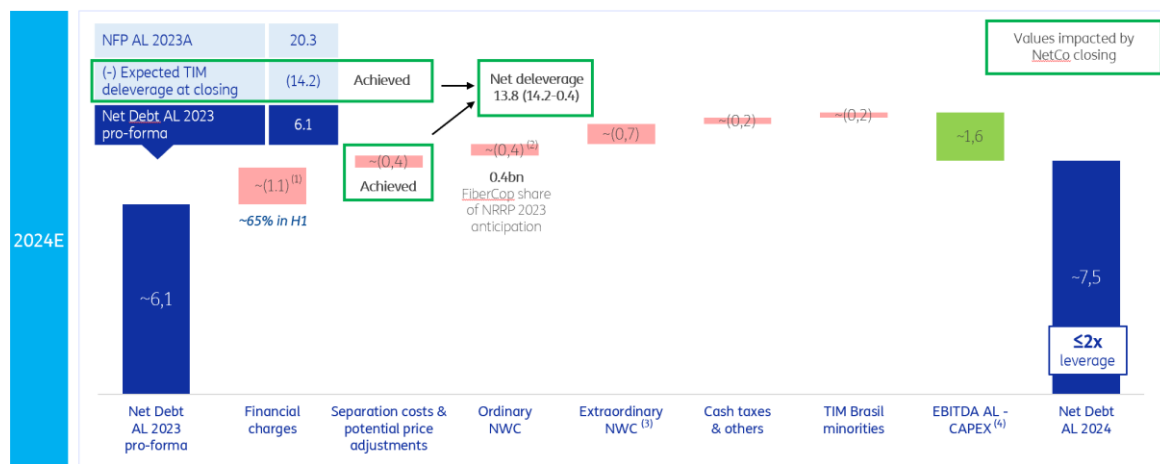 2024E
NFP AL 2023A 20.3
(-) Expected TIM
deleverage at closing (14.2) Achieved
Net Debt AL 2023
pro-forma 6.1
Net deleverage
13.8 (14.2-0.4)
Values impacted by
NetCo closing
~6,1
~(1.1) (1)
~65% in H1
~(0,4)
Achieved
~(0,4) (2)
0.4bn
FiberCop share
of NRRP 2023
anticipation
~(0,7)
~(0,2)
~(0,2)
~1,6
~7,5
≤2x
leverage
Net Debt
AL 2023
pro-forma
Financial
charges
Separation costs &
potential price
adjustments
Ordinary
NWC
Extraordinary
NWC (3)
Cash taxes
& others
TIM Brasil
minorities
EBITDA AL -
CAPEX (4)
Net Debt
AL 2024